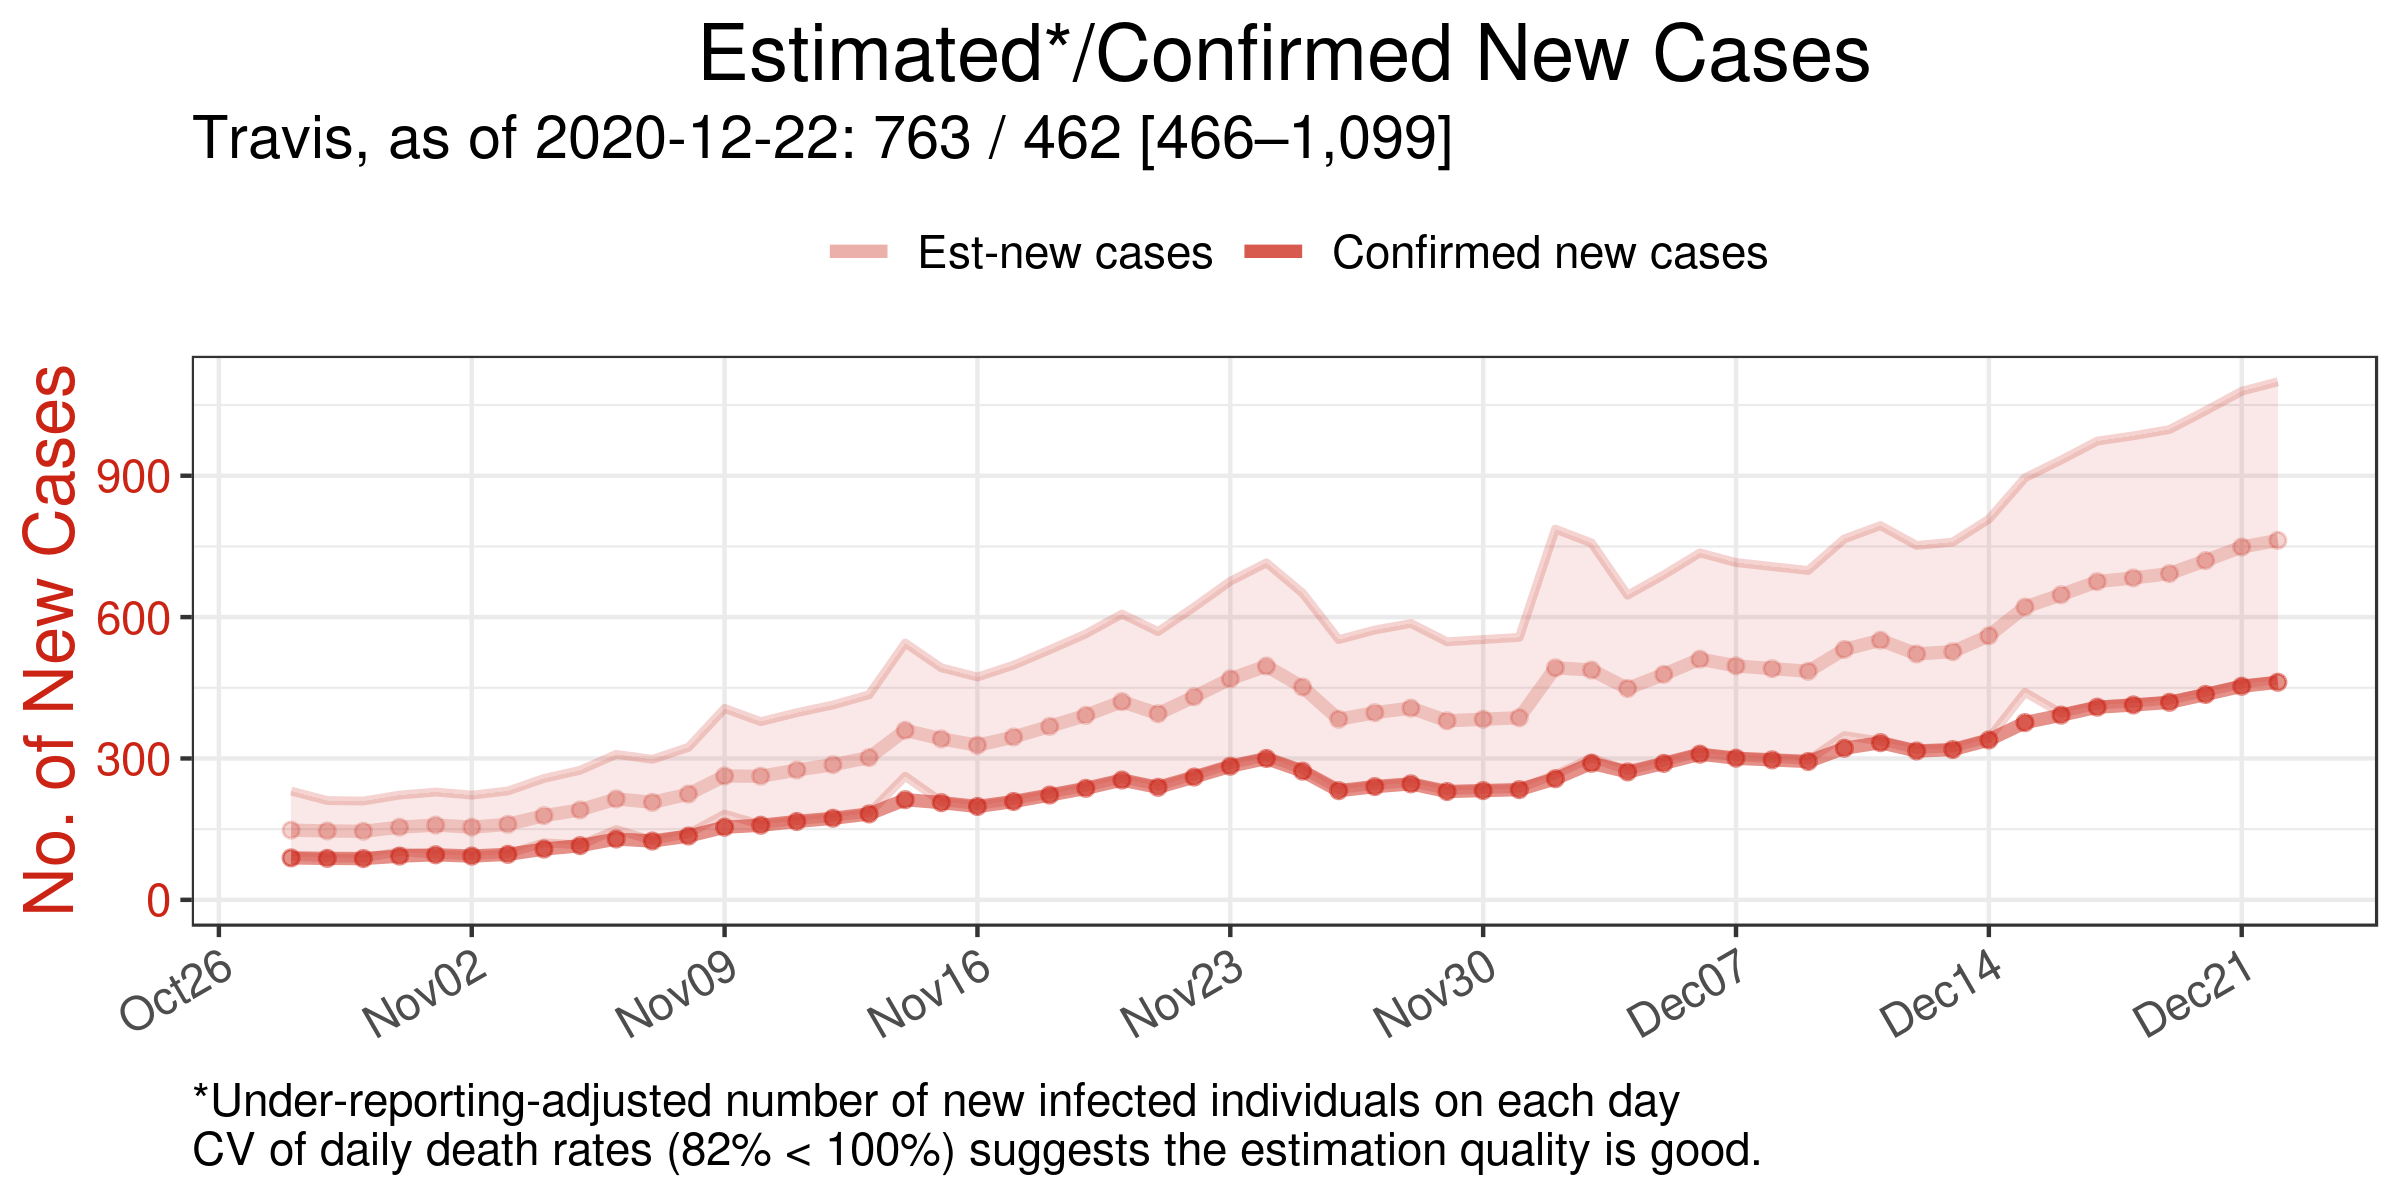 Estimated*/Confirmed New Cases
Travis, as of 2020-12-22: 763 / 462 [466–1,099]
Est-new cases
Confirmed new cases
No. of New Cases
900
600
300
0
Oct26
Nov02
Nov09
Nov16
Nov23
Nov30
Dec07
Dec14
Dec21
*Under-reporting-adjusted number of new infected individuals on each day
CV of daily death rates (82% < 100%) suggests the estimation quality is good.